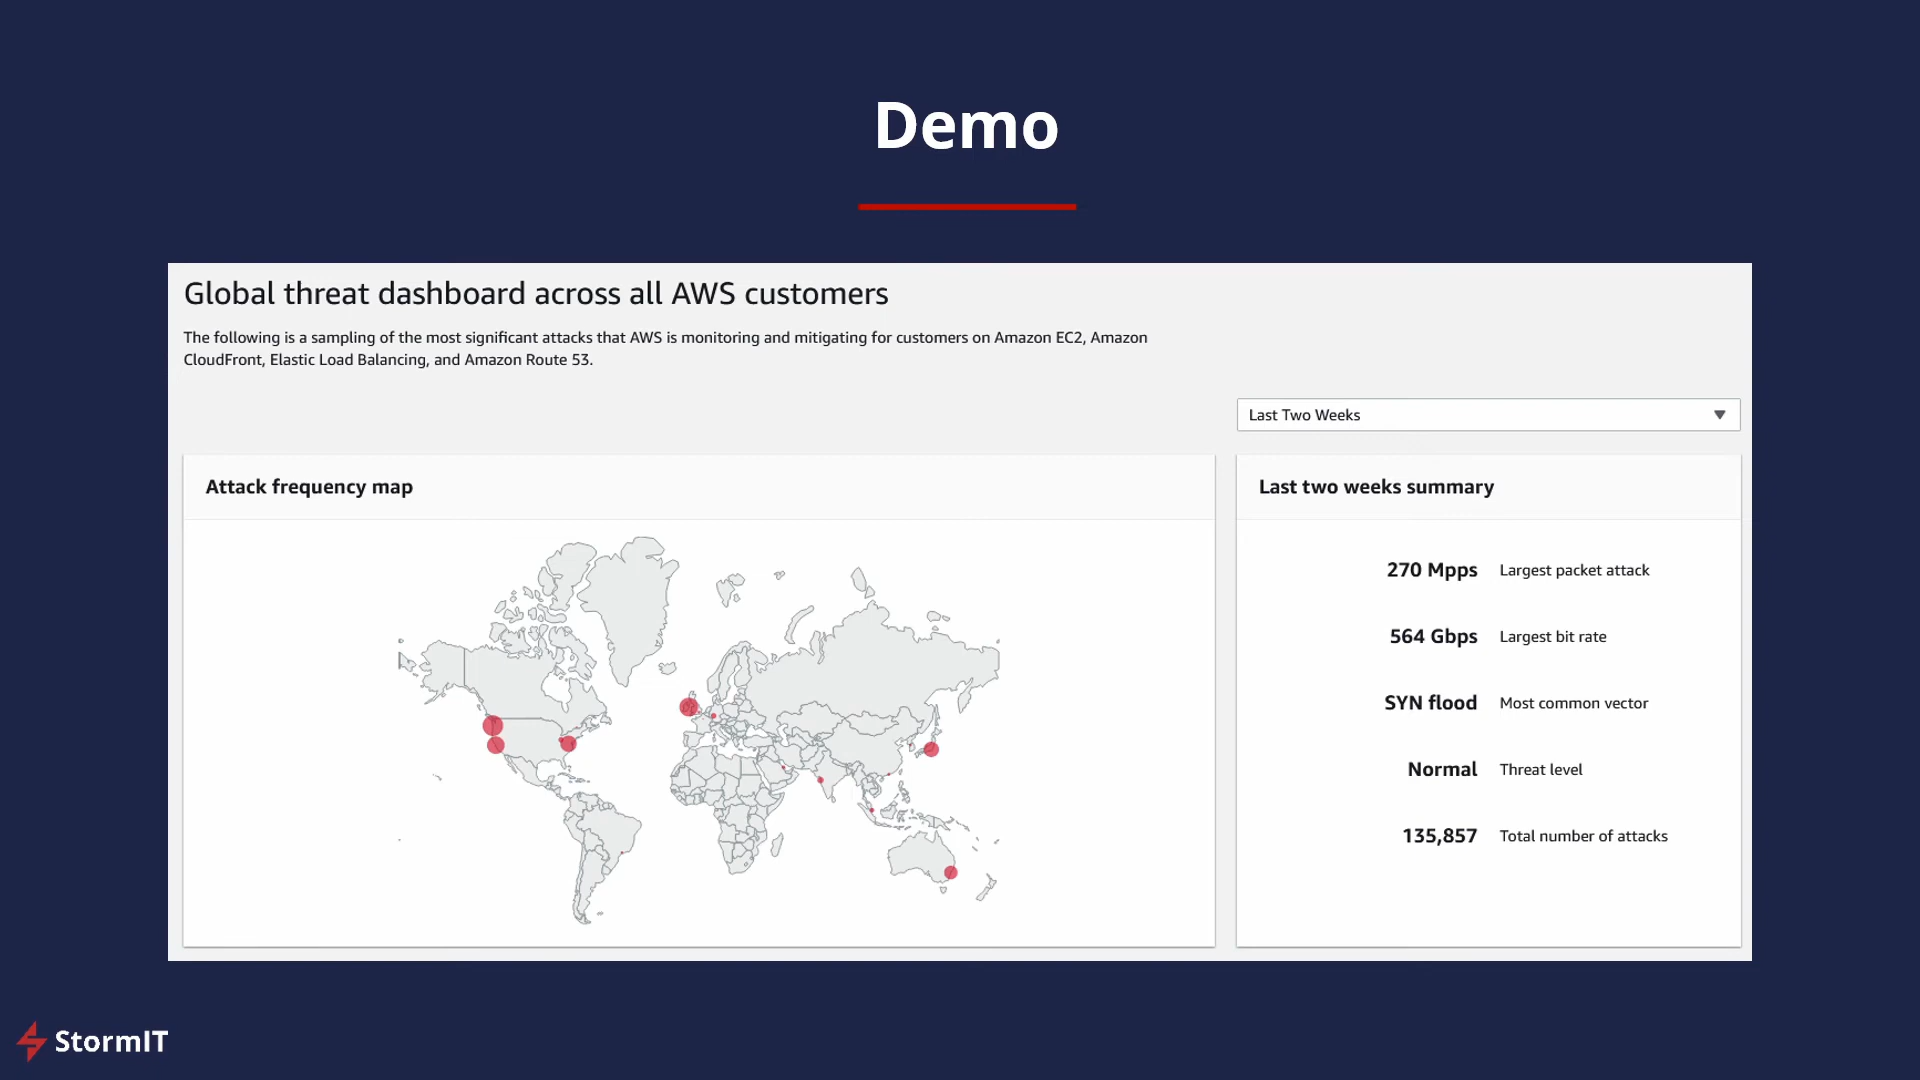 Demo
Global threat dashboard across all AWS customers
The following is a sampling of the most significant attacks that AWS is monitoring and mitigating for customers on Amazon EC2, Amazon
CloudFront, Elastic Load Balancing, and Amazon Route 53.
Last Two Weeks
Attack frequency map
Last two weeks summary
270 Mpps Largest packet attack
564 Gbps Largest bit rate
SYN flood Most common vector
Normal Threat level
135,857 Total number of attacks
StormIT